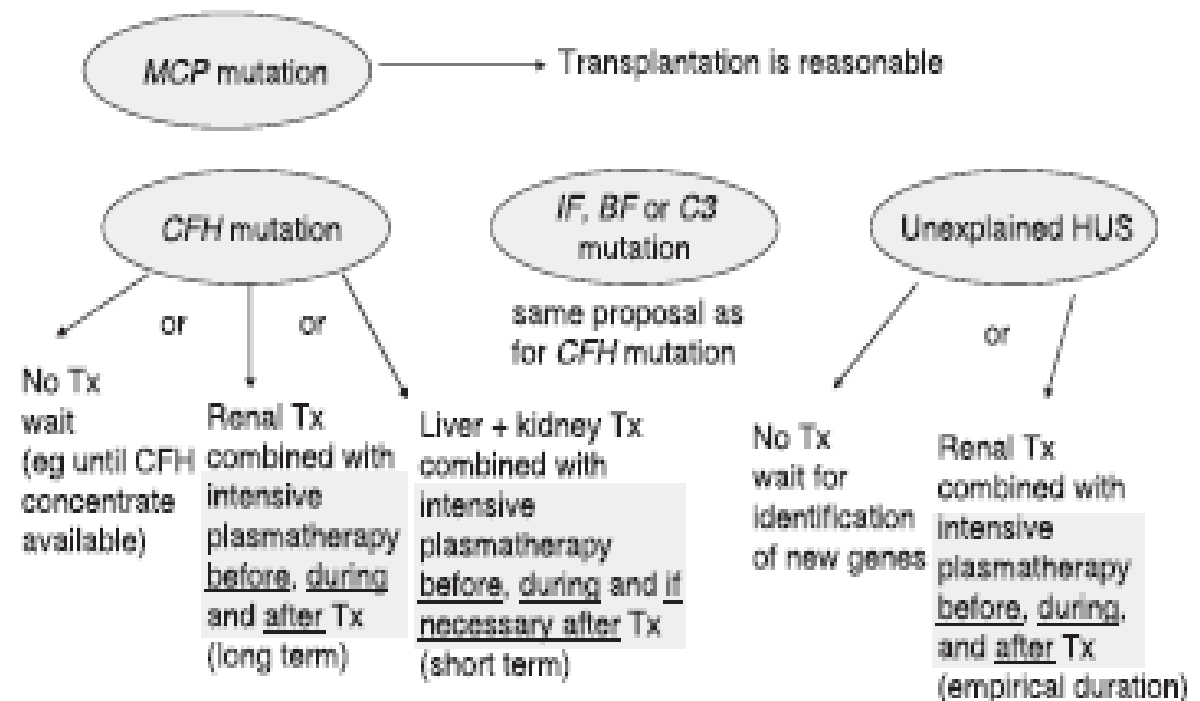 MCP mutation
Transplantation is reasonable
CFH mutation
IF, BF or C3
mutation
Unexplained HUS
same proposal as
for CFH mutation
or
or
or
No Tx
wait
(eg until CFH
concentrate
available)
Renal Tx
combined with
intensive
plasmatherapy
before, during
and after Tx
(long term)
Liver + kidney Tx
combined with
intensive
plasmatherapy
before, during and if
necessary after Tx
(short term)
No Tx
wait for
identification
of new genes
Renal Tx
combined with
intensive
plasmatherapy
before, during,
and after Tx
(empirical duration)